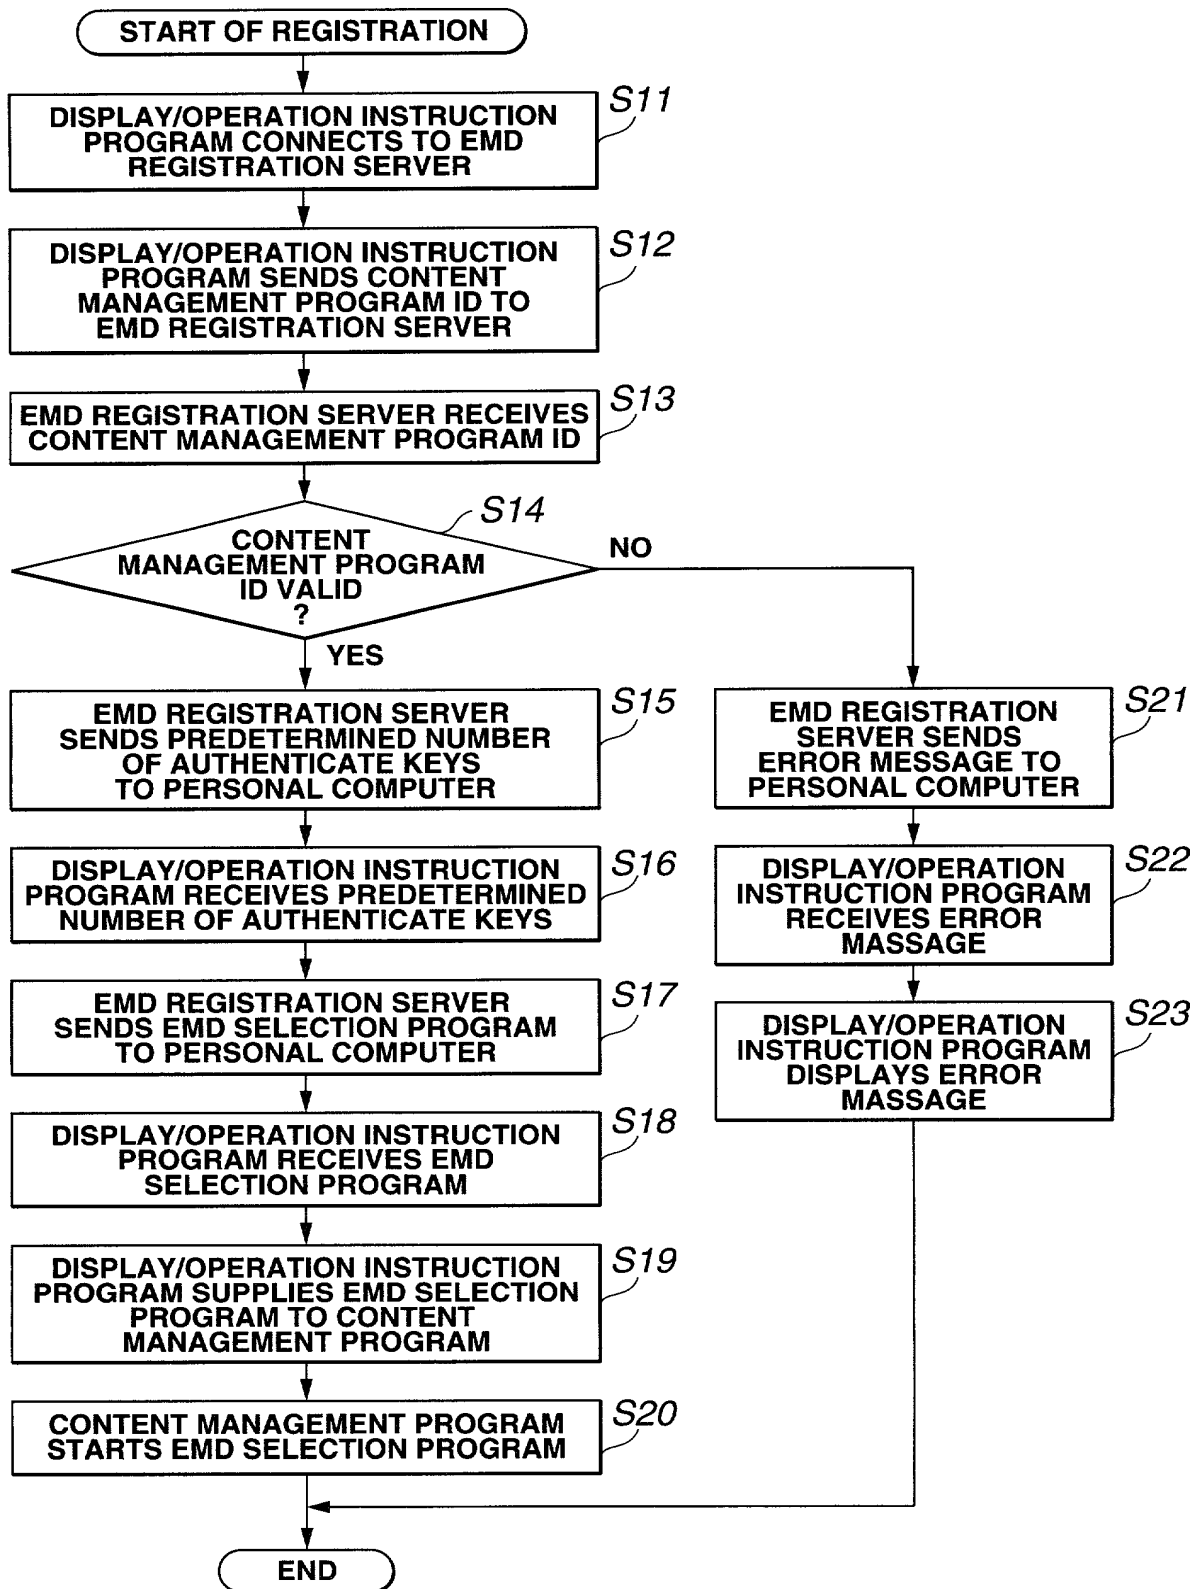 START OF REGISTRATION
S11
DISPLAY/OPERATION INSTRUCTION
PROGRAM CONNECTS TO EMD
REGISTRATION SERVER
S12
DISPLAY/OPERATION INSTRUCTION
PROGRAM SENDS CONTENT
MANAGEMENT PROGRAM ID TO
EMD REGISTRATION SERVER
S13
EMD REGISTRATION SERVER RECEIVES
CONTENT MANAGEMENT PROGRAM ID
S14
CONTENT
MANAGEMENT PROGRAM
ID VALID
?
NO
YES
S15
EMD REGISTRATION SERVER
SENDS PREDETERMINED NUMBER
OF AUTHENTICATE KEYS
TO PERSONAL COMPUTER
S16
DISPLAY/OPERATION INSTRUCTION
PROGRAM RECEIVES PREDETERMINED
NUMBER OF AUTHENTICATE KEYS
S17
EMD REGISTRATION SERVER
SENDS EMD SELECTION PROGRAM
TO PERSONAL COMPUTER
S18
DISPLAY/OPERATION INSTRUCTION
PROGRAM RECEIVES EMD
SELECTION PROGRAM
S19
DISPLAY/OPERATION INSTRUCTION
PROGRAM SUPPLIES EMD SELECTION
PROGRAM TO CONTENT
MANAGEMENT PROGRAM
S20
CONTENT MANAGEMENT PROGRAM
STARTS EMD SELECTION PROGRAM
S21
EMD REGISTRATION
SERVER SENDS
ERROR MESSAGE TO
PERSONAL COMPUTER
S22
DISPLAY/OPERATION
INSTRUCTION PROGRAM
RECEIVES ERROR
MASSAGE
S23
DISPLAY/OPERATION
INSTRUCTION PROGRAM
DISPLAYS ERROR
MASSAGE
END